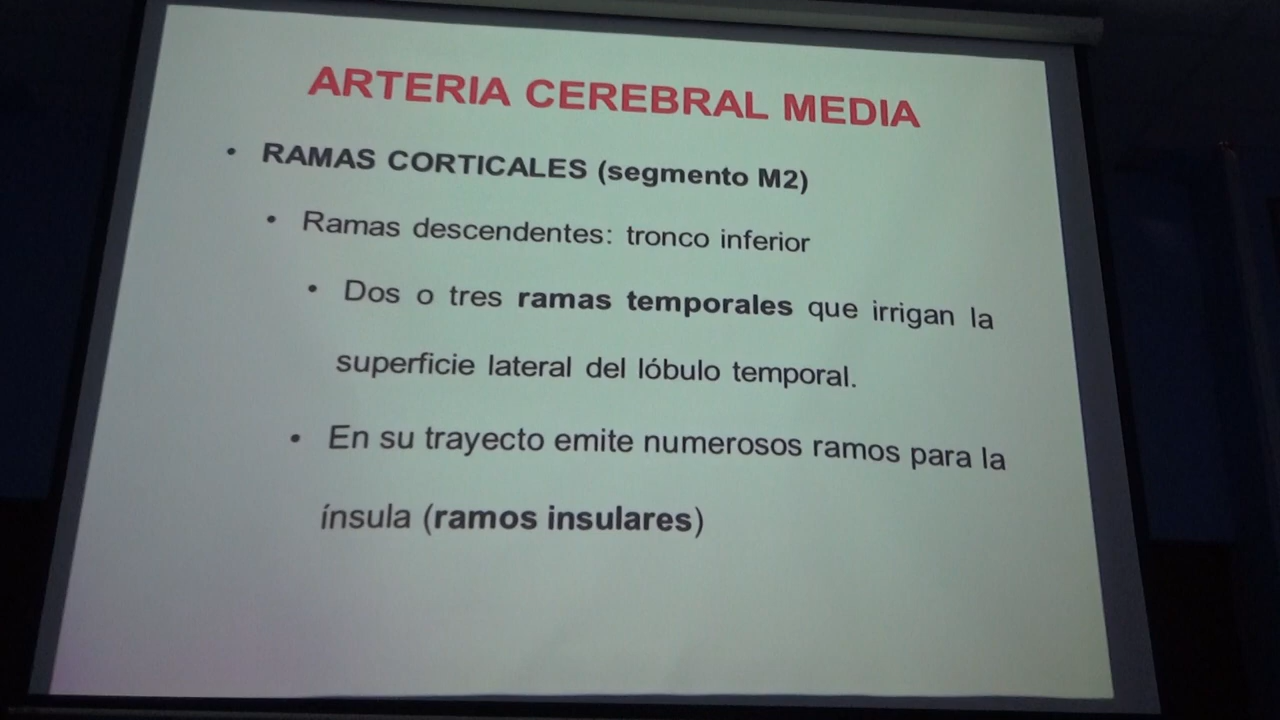 ARTERIA CEREBRAL MEDIA
• RAMAS CORTICALES (segmento M2)
• Ramas descendentes: tronco inferior
• Dos o tres ramas temporales que irrigan la
superficie lateral del lóbulo temporal.
• En su trayecto emite numerosos ramos para la
ínsula (ramos insulares)